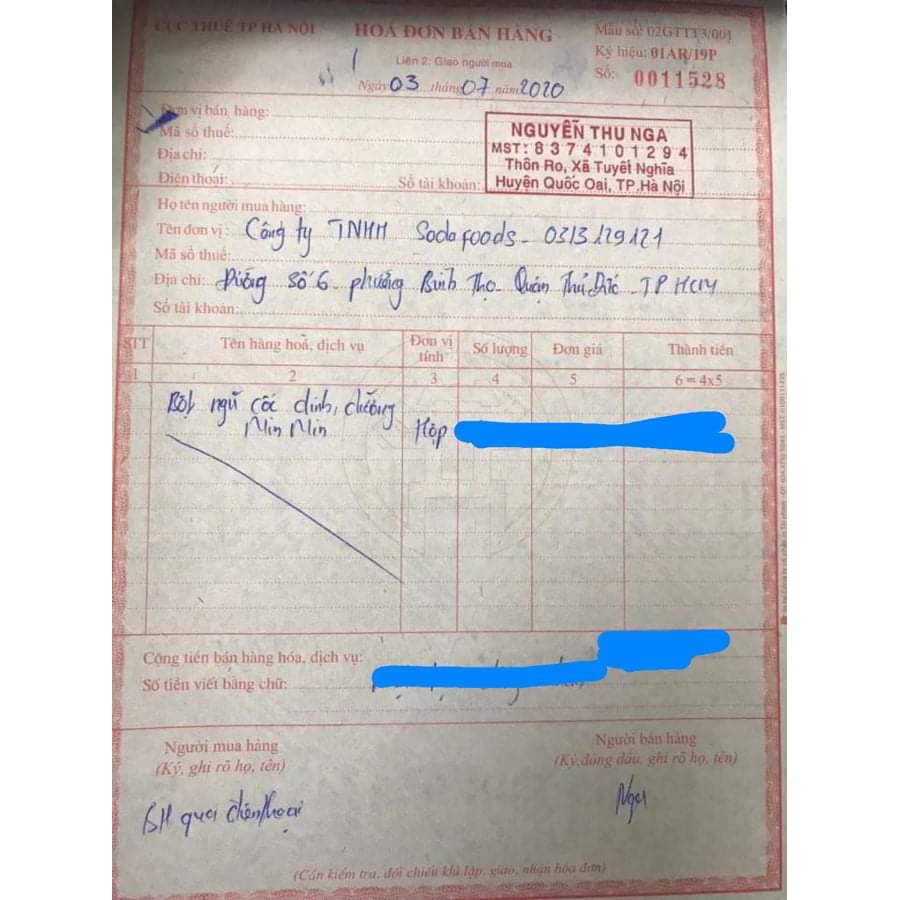 CỤC THUẾ TP HÀ NỘI
HOÁ ĐƠN BÁN HÀNG
Mẫu số: 02GTTT3/001
Liên 2: Giao người mua
Ký hiệu: 01AR/19P
Ngày 03 tháng 07 năm 2020
Số: 0011528
Đơn vị bán hàng:
Mã số thuế:
Địa chỉ:
Điện thoại: Số tài khoản:
NGUYỄN THU NGA
MST: 8 3 7 4 1 0 1 2 9 4
Thôn Ro, Xã Tuyết Nghĩa
Huyện Quốc Oai, TP.Hà Nội
Họ tên người mua hàng:
Tên đơn vị: Công ty TNHH Soda foods - 0313129121
Mã số thuế:
Địa chỉ: Đường số 6 phường Bình Thọ Quận Thủ Đức TP HCM
Số tài khoản:
STT Tên hàng hoá, dịch vụ Đơn vị tính Số lượng Đơn giá Thành tiền
1 2 3 4 5 6 = 4x5
Bột ngũ cốc dinh dưỡng
Min Min Hộp
Cộng tiền bán hàng hóa, dịch vụ:
Số tiền viết bằng chữ:
Người mua hàng Người bán hàng
(Ký, ghi rõ họ, tên) (Ký,đóng dấu, ghi rõ họ, tên)
BH qua điện thoại Nga
(Cần kiểm tra, đối chiếu khi lập, giao, nhận hóa đơn)